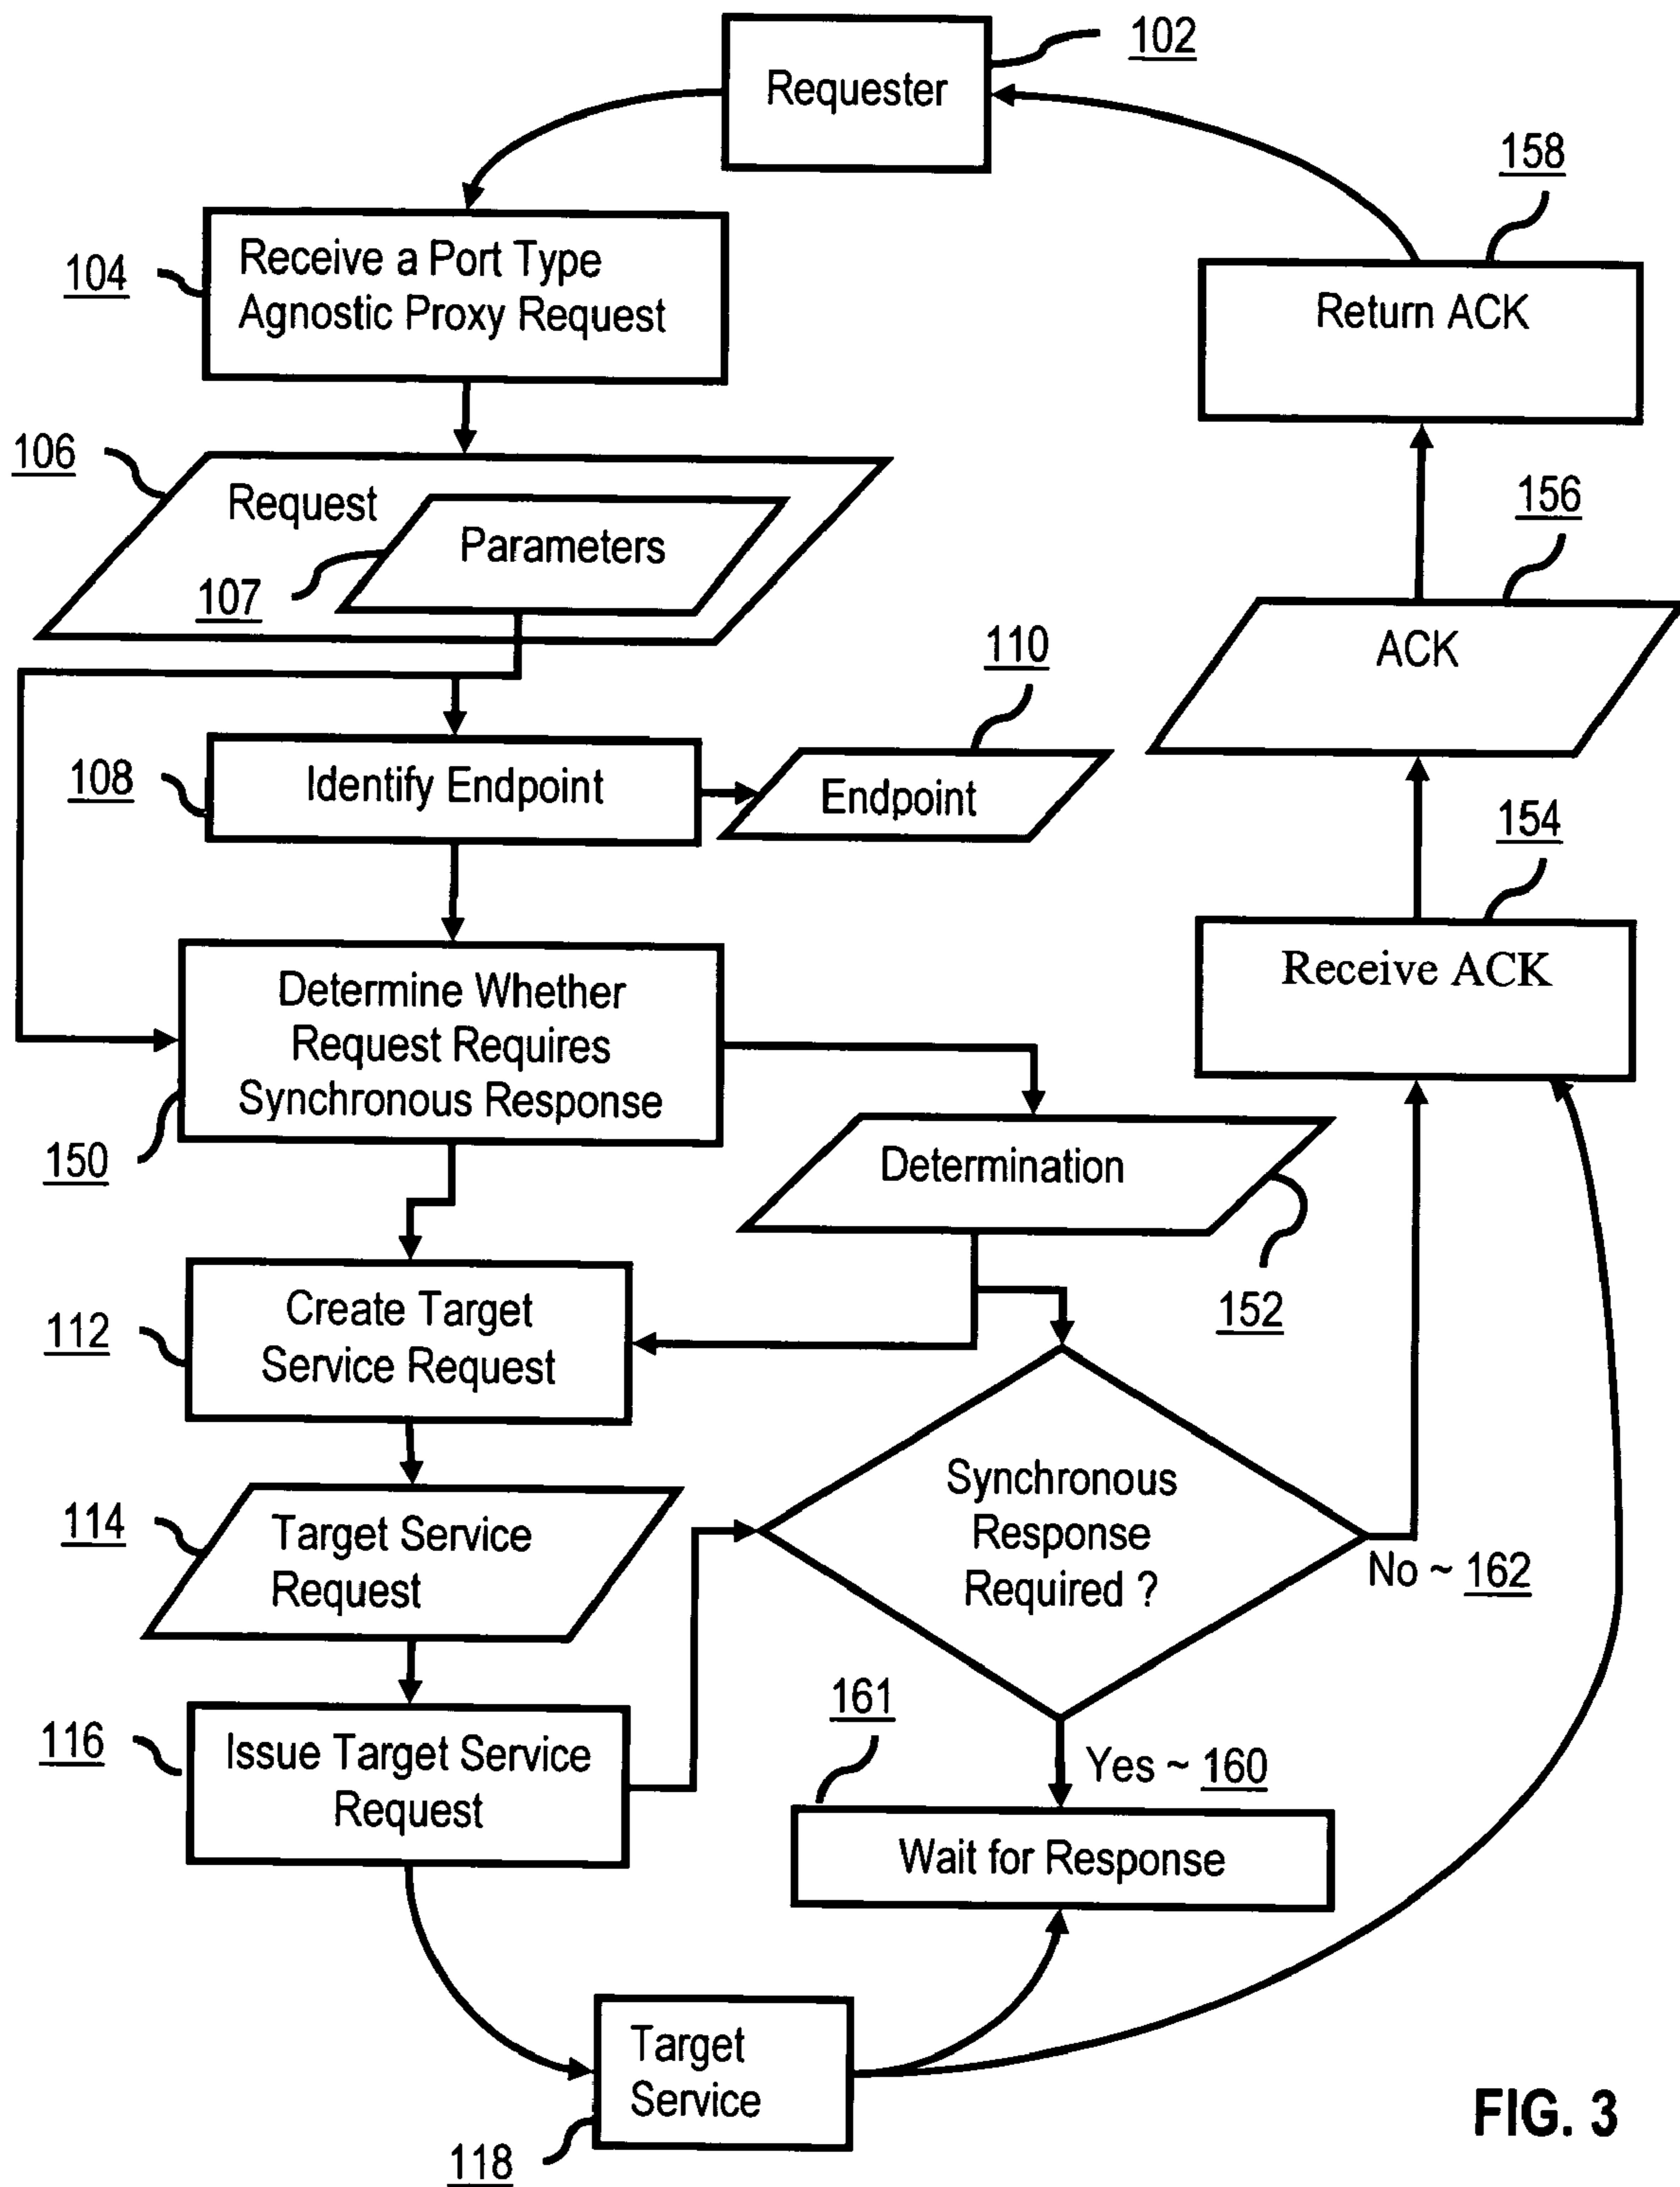 102
Requester
158
104
Receive a Port Type
Agnostic Proxy Request
Return ACK
106
Request
Parameters
107
156
ACK
110
108
Identify Endpoint
Endpoint
154
Receive ACK
Determine Whether
Request Requires
Synchronous Response
150
Determination
152
112
Create Target
Service Request
114
Target Service
Request
Synchronous
Response
Required ?
No ~ 162
161
116
Issue Target Service
Request
Yes ~ 160
Wait for Response
Target
Service
118
FIG. 3